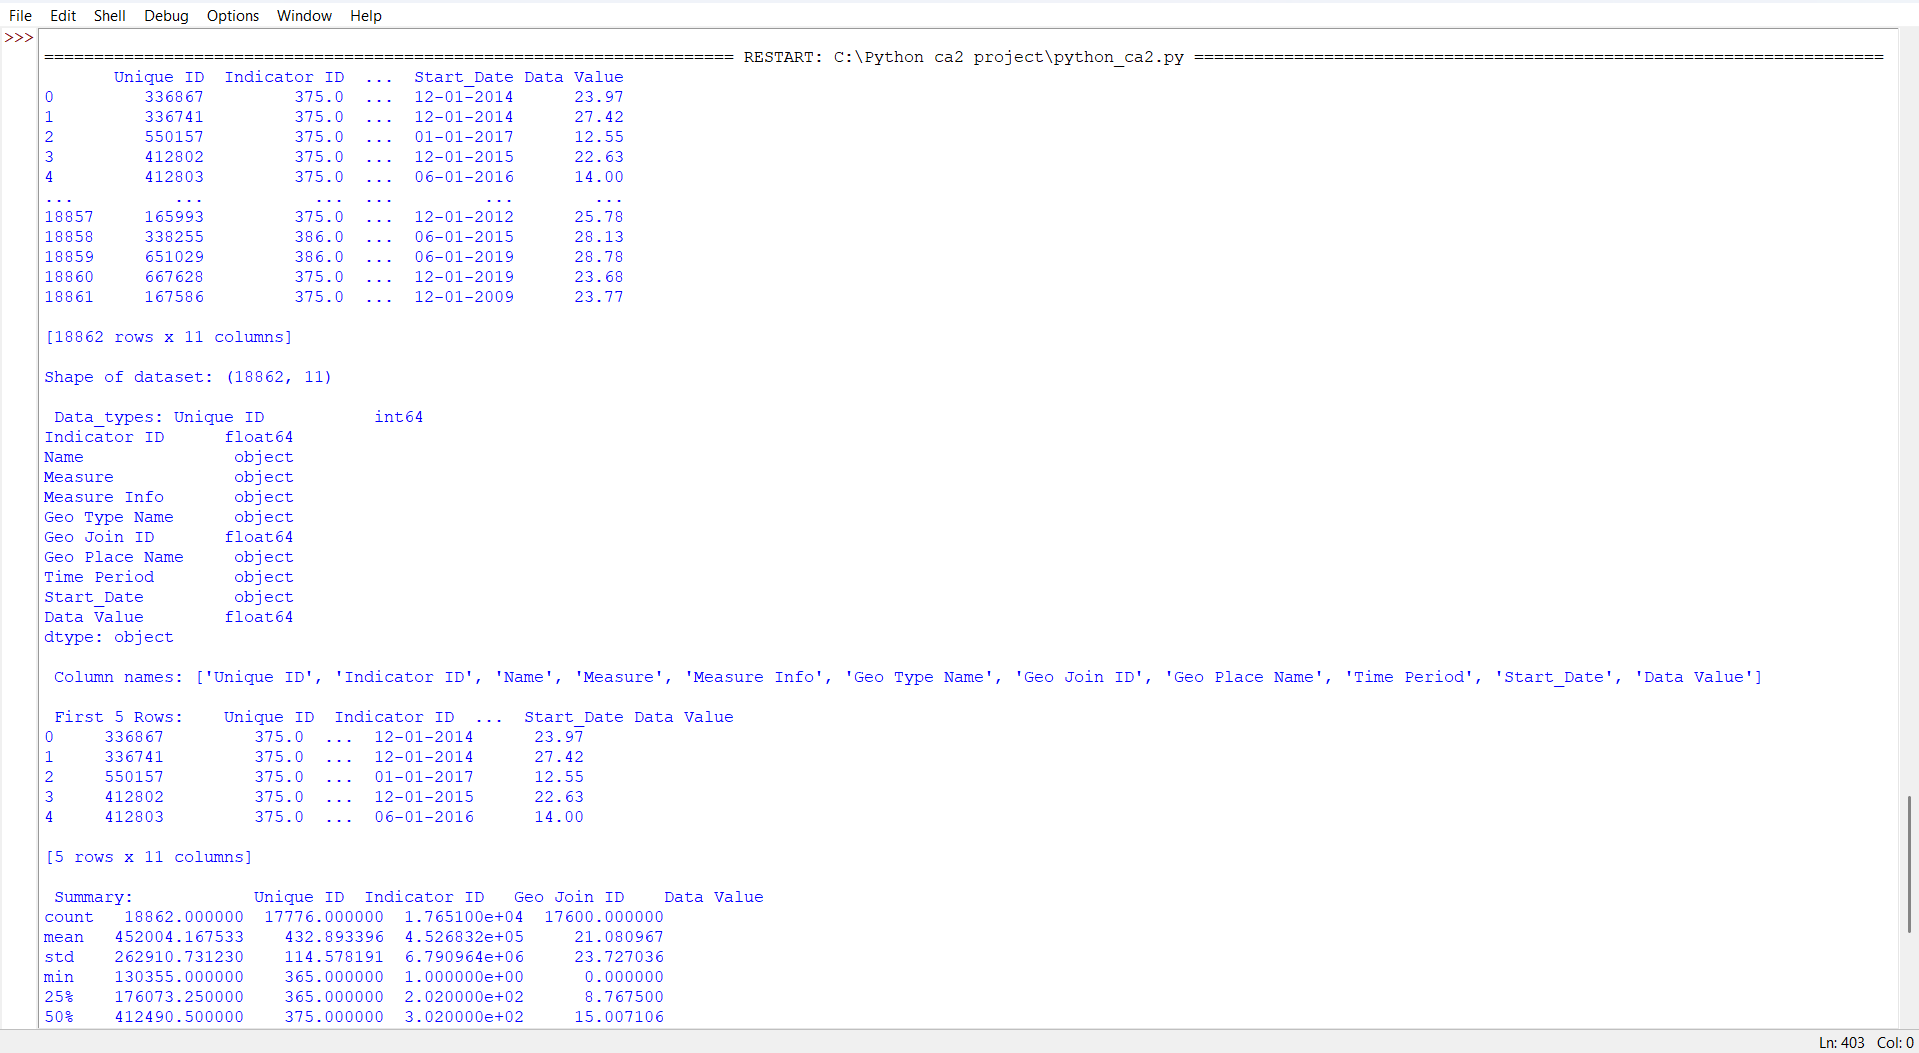 File Edit Shell Debug Options Window Help
>>>
===================================================================== RESTART: C:\Python ca2 project\python_ca2.py =====================================================================
       Unique ID  Indicator ID  ...  Start_Date Data Value
0         336867         375.0  ...  12-01-2014      23.97
1         336741         375.0  ...  12-01-2014      27.42
2         550157         375.0  ...  01-01-2017      12.55
3         412802         375.0  ...  12-01-2015      22.63
4         412803         375.0  ...  06-01-2016      14.00
...          ...           ...  ...         ...        ...
18857     165993         375.0  ...  12-01-2012      25.78
18858     338255         386.0  ...  06-01-2015      28.13
18859     651029         386.0  ...  06-01-2019      28.78
18860     667628         375.0  ...  12-01-2019      23.68
18861     167586         375.0  ...  12-01-2009      23.77
[18862 rows x 11 columns]
Shape of dataset: (18862, 11)
 Data_types: Unique ID           int64
Indicator ID      float64
Name               object
Measure            object
Measure Info       object
Geo Type Name      object
Geo Join ID       float64
Geo Place Name     object
Time Period        object
Start_Date         object
Data Value        float64
dtype: object
 Column names: ['Unique ID', 'Indicator ID', 'Name', 'Measure', 'Measure Info', 'Geo Type Name', 'Geo Join ID', 'Geo Place Name', 'Time Period', 'Start_Date', 'Data Value']
 First 5 Rows:    Unique ID  Indicator ID  ...  Start_Date Data Value
0     336867         375.0  ...  12-01-2014      23.97
1     336741         375.0  ...  12-01-2014      27.42
2     550157         375.0  ...  01-01-2017      12.55
3     412802         375.0  ...  12-01-2015      22.63
4     412803         375.0  ...  06-01-2016      14.00
[5 rows x 11 columns]
 Summary:            Unique ID  Indicator ID   Geo Join ID    Data Value
count   18862.000000  17776.000000  1.765100e+04  17600.000000
mean   452004.167533    432.893396  4.526832e+05     21.080967
std    262910.731230    114.578191  6.790964e+06     23.727036
min    130355.000000    365.000000  1.000000e+00      0.000000
25%    176073.250000    365.000000  2.020000e+02      8.767500
50%    412490.500000    375.000000  3.020000e+02     15.007106
Ln: 403 Col: 0